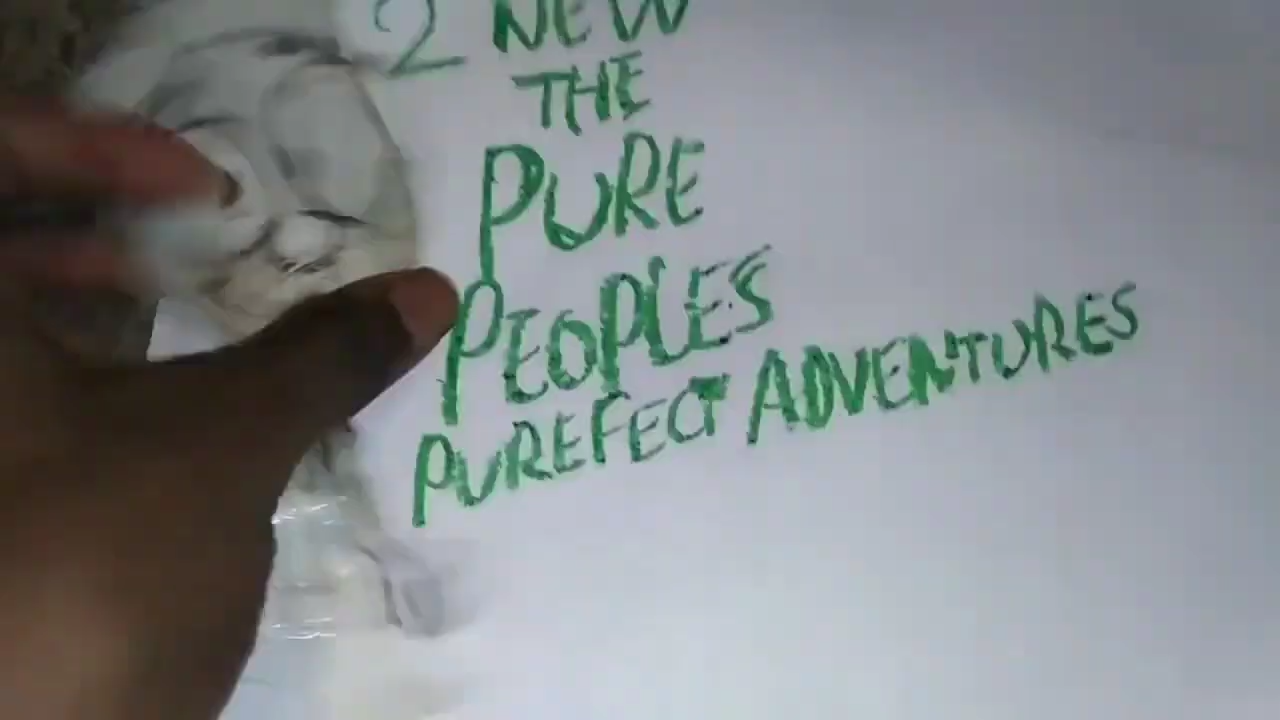 2 NEW
THE
PURE
PEOPLES
PUREFECT ADVENTURES